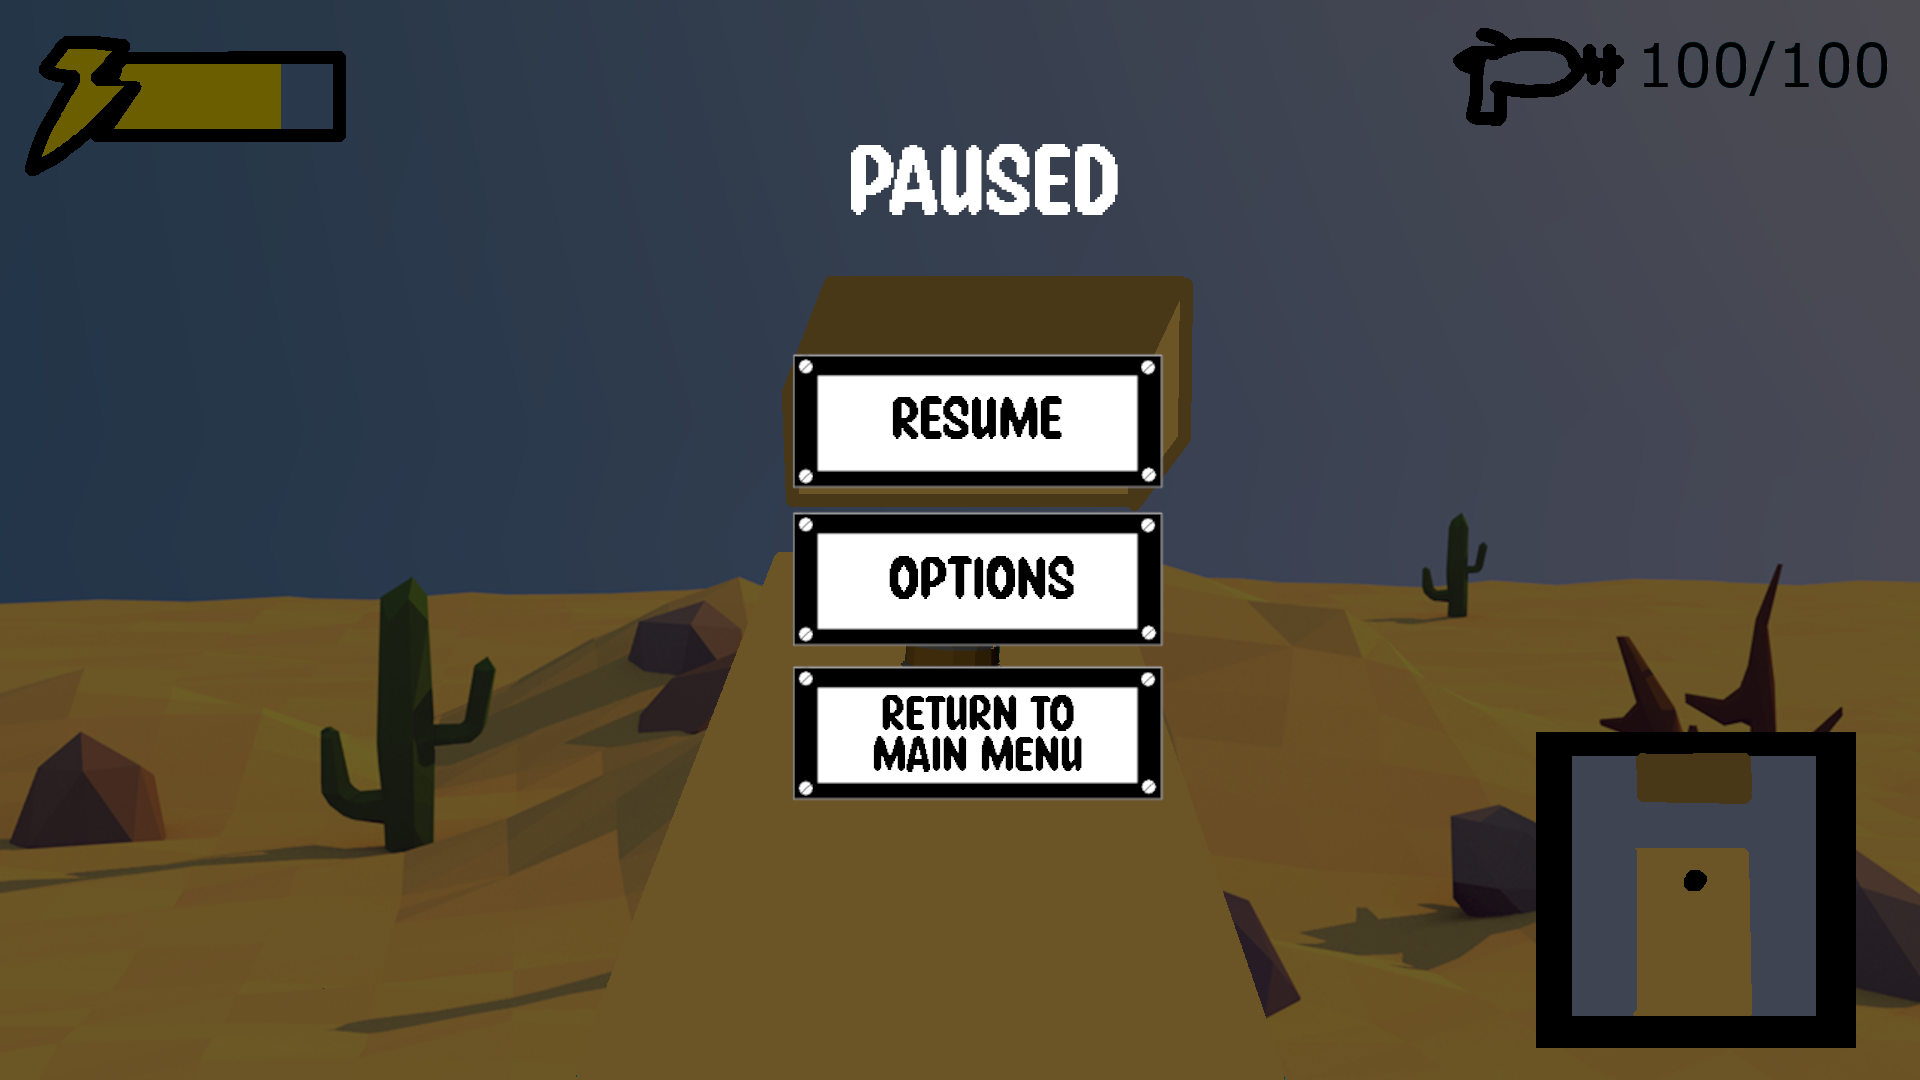 100/100
PAUSED
RESUME
OPTIONS
RETURN TO
MAIN MENU